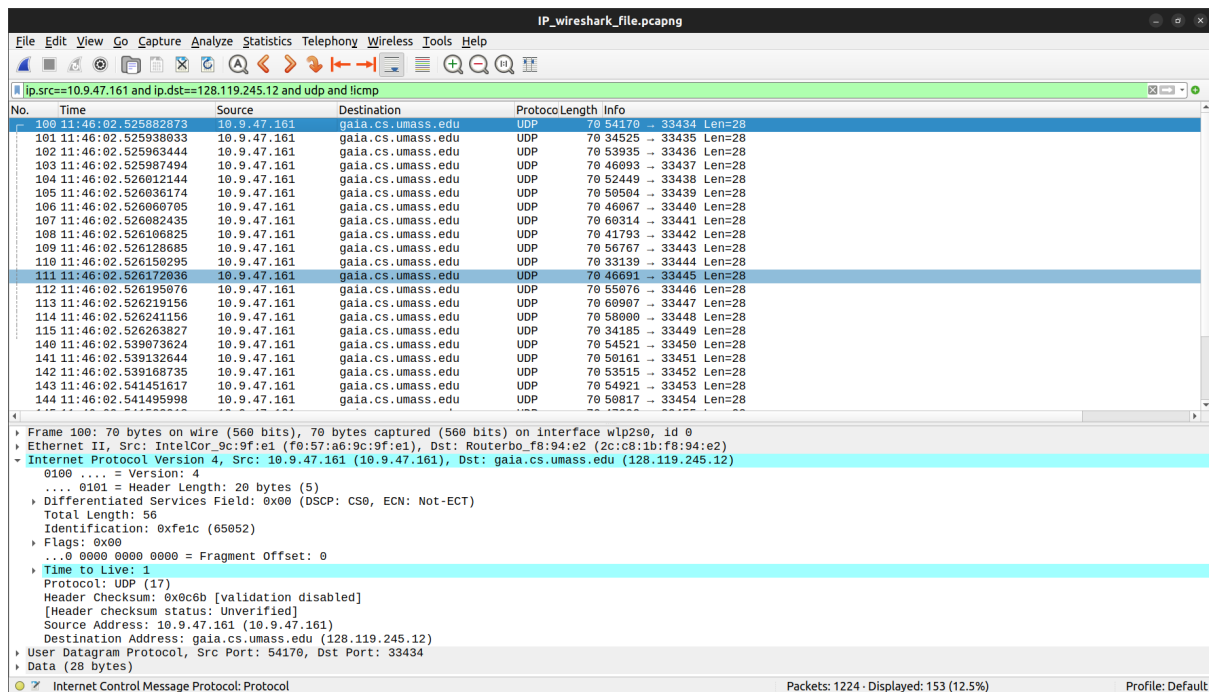 IP_wireshark_file.pcapng
File Edit View Go Capture Analyze Statistics Telephony Wireless Tools Help
ip.src==10.9.47.161 and ip.dst==128.119.245.12 and udp and !icmp
No. Time Source Destination Protoco Length Info
100 11:46:02.525882873 10.9.47.161 gaia.cs.umass.edu UDP 70 54170 → 33434 Len=28
101 11:46:02.525938033 10.9.47.161 gaia.cs.umass.edu UDP 70 34525 → 33435 Len=28
102 11:46:02.525963444 10.9.47.161 gaia.cs.umass.edu UDP 70 53935 → 33436 Len=28
103 11:46:02.525987494 10.9.47.161 gaia.cs.umass.edu UDP 70 46093 → 33437 Len=28
104 11:46:02.526012144 10.9.47.161 gaia.cs.umass.edu UDP 70 52449 → 33438 Len=28
105 11:46:02.526036174 10.9.47.161 gaia.cs.umass.edu UDP 70 50504 → 33439 Len=28
106 11:46:02.526060705 10.9.47.161 gaia.cs.umass.edu UDP 70 46067 → 33440 Len=28
107 11:46:02.526082435 10.9.47.161 gaia.cs.umass.edu UDP 70 60314 → 33441 Len=28
108 11:46:02.526106825 10.9.47.161 gaia.cs.umass.edu UDP 70 41793 → 33442 Len=28
109 11:46:02.526128685 10.9.47.161 gaia.cs.umass.edu UDP 70 56767 → 33443 Len=28
110 11:46:02.526150295 10.9.47.161 gaia.cs.umass.edu UDP 70 33139 → 33444 Len=28
111 11:46:02.526172036 10.9.47.161 gaia.cs.umass.edu UDP 70 46691 → 33445 Len=28
112 11:46:02.526195076 10.9.47.161 gaia.cs.umass.edu UDP 70 55076 → 33446 Len=28
113 11:46:02.526219156 10.9.47.161 gaia.cs.umass.edu UDP 70 60907 → 33447 Len=28
114 11:46:02.526241156 10.9.47.161 gaia.cs.umass.edu UDP 70 58000 → 33448 Len=28
115 11:46:02.526263827 10.9.47.161 gaia.cs.umass.edu UDP 70 34185 → 33449 Len=28
140 11:46:02.539073624 10.9.47.161 gaia.cs.umass.edu UDP 70 54521 → 33450 Len=28
141 11:46:02.539132644 10.9.47.161 gaia.cs.umass.edu UDP 70 50161 → 33451 Len=28
142 11:46:02.539168735 10.9.47.161 gaia.cs.umass.edu UDP 70 53515 → 33452 Len=28
143 11:46:02.541451617 10.9.47.161 gaia.cs.umass.edu UDP 70 54921 → 33453 Len=28
144 11:46:02.541495998 10.9.47.161 gaia.cs.umass.edu UDP 70 50817 → 33454 Len=28
Frame 100: 70 bytes on wire (560 bits), 70 bytes captured (560 bits) on interface wlp2s0, id 0
Ethernet II, Src: IntelCor_9c:9f:e1 (f0:57:a6:9c:9f:e1), Dst: Routerbo_f8:94:e2 (2c:c8:1b:f8:94:e2)
Internet Protocol Version 4, Src: 10.9.47.161 (10.9.47.161), Dst: gaia.cs.umass.edu (128.119.245.12)
0100 .... = Version: 4
.... 0101 = Header Length: 20 bytes (5)
Differentiated Services Field: 0x00 (DSCP: CS0, ECN: Not-ECT)
Total Length: 56
Identification: 0xfe1c (65052)
Flags: 0x00
...0 0000 0000 0000 = Fragment Offset: 0
Time to Live: 1
Protocol: UDP (17)
Header Checksum: 0x0c6b [validation disabled]
[Header checksum status: Unverified]
Source Address: 10.9.47.161 (10.9.47.161)
Destination Address: gaia.cs.umass.edu (128.119.245.12)
User Datagram Protocol, Src Port: 54170, Dst Port: 33434
Data (28 bytes)
Internet Control Message Protocol: Protocol Packets: 1224 · Displayed: 153 (12.5%) Profile: Default